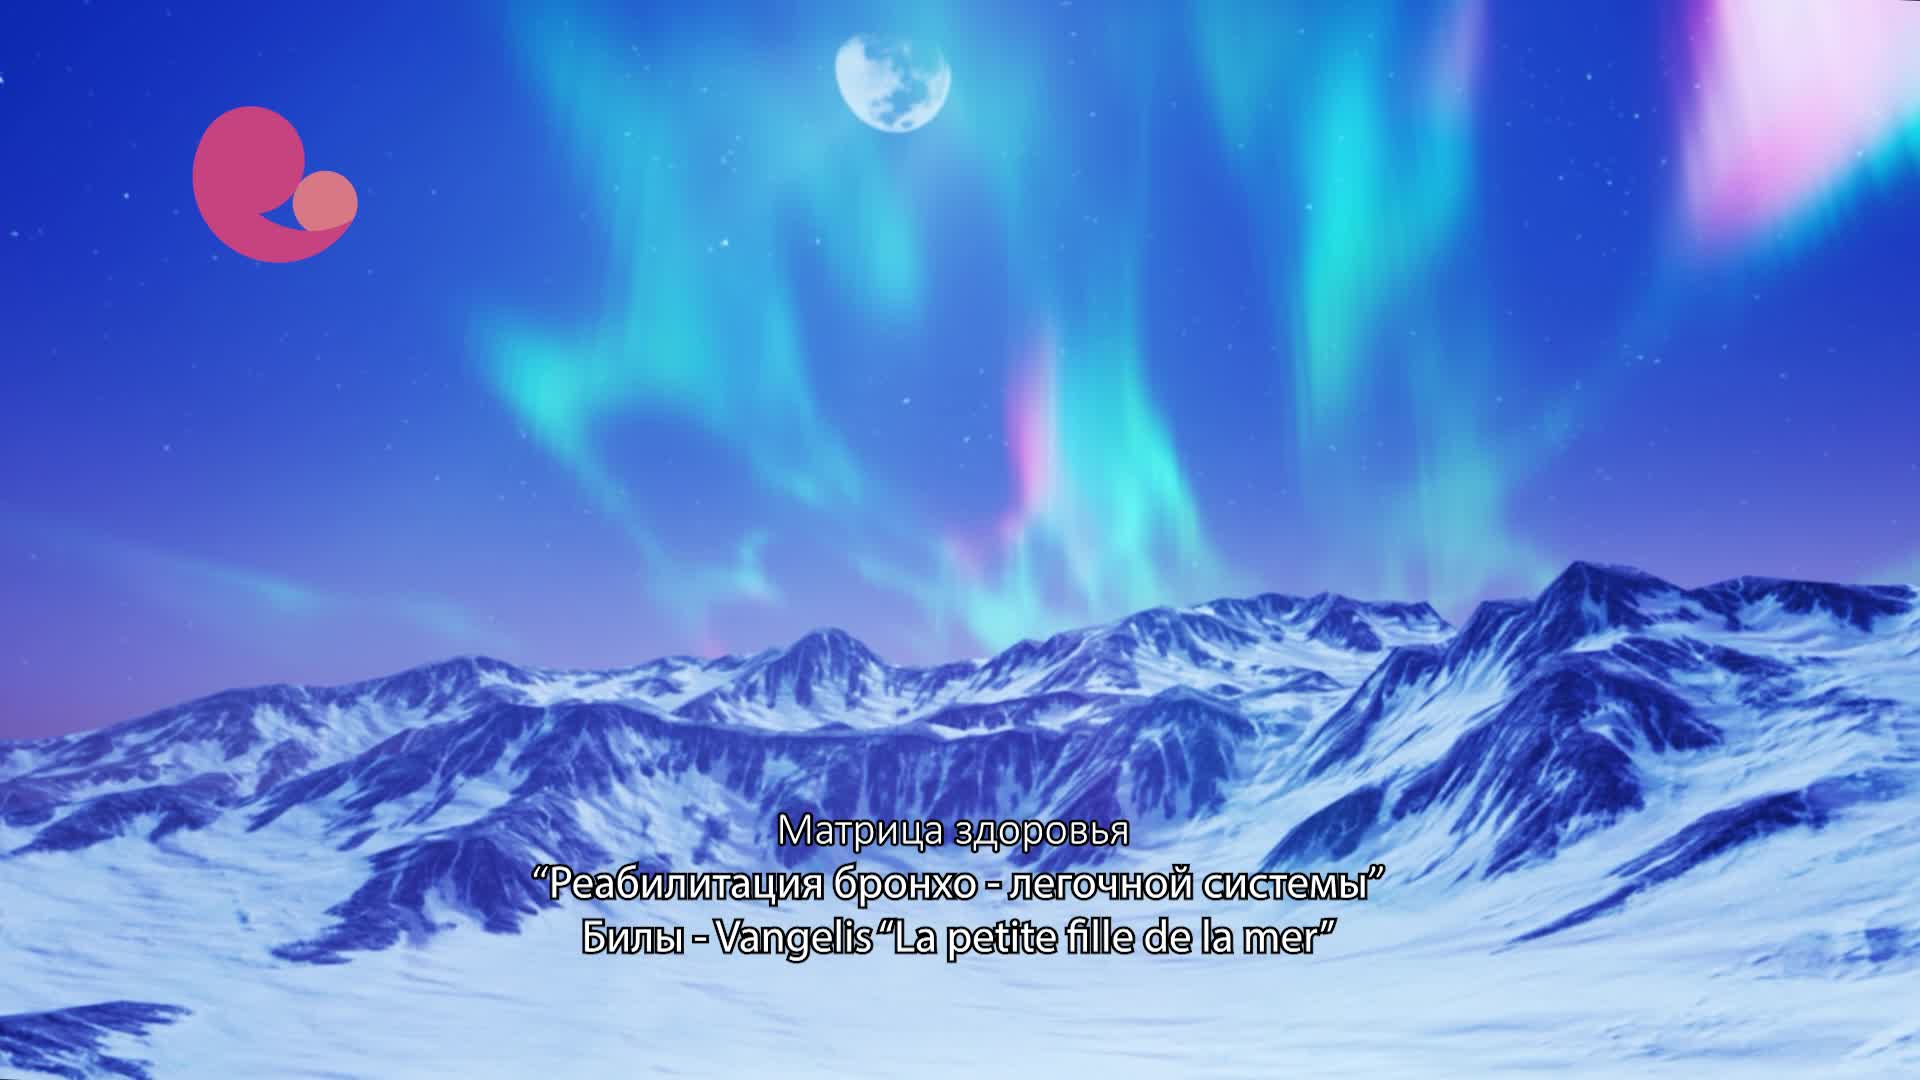 Матрица здоровья
“Реабилитация бронхо - легочной системы”
Билы - Vangelis “La petite fille de la mer”